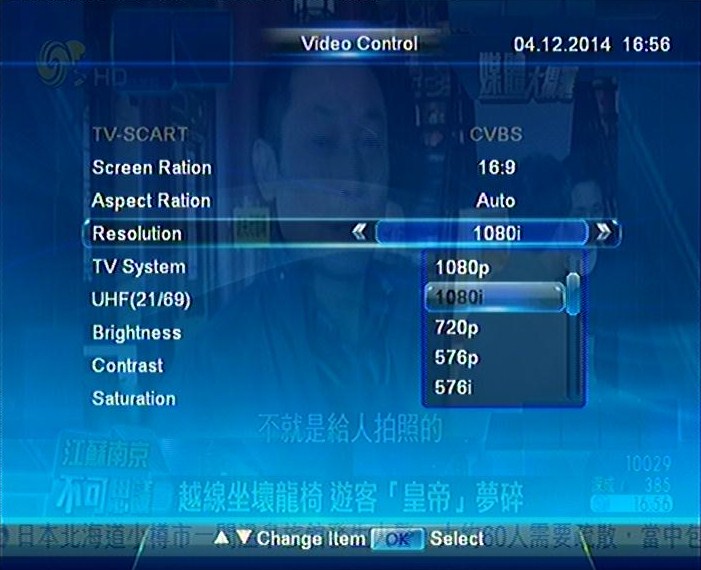 Video Control 04.12.2014 16:56
HD
TV-SCART CVBS
Screen Ration 16:9
Aspect Ration Auto
Resolution 1080i
TV System 1080p
UHF(21/69) 1080i
Brightness 720p
Contrast 576p
Saturation 576i
不就是給人拍照的
江蘇南京
10029
385
越線坐壞龍椅 遊客「皇帝」夢碎
16:56
日本北海道小樽市一間
60人需要疏散，當中包
Change Item OK Select